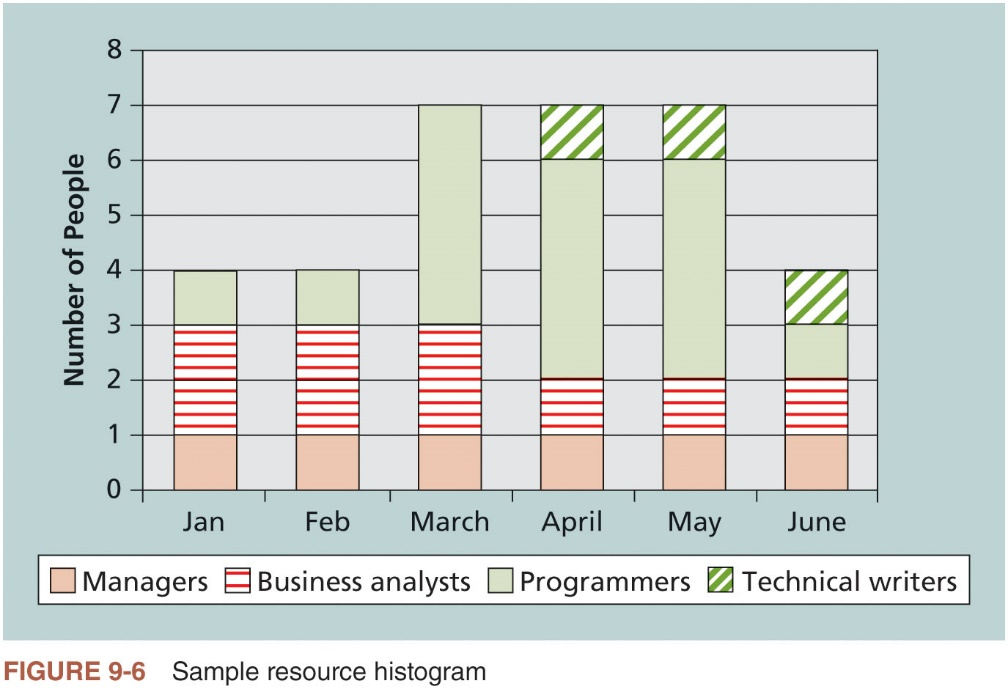 8
7
6
5
4
3
2
1
0
Number of People
Jan Feb March April May June
Managers Business analysts Programmers Technical writers
FIGURE 9-6 Sample resource histogram